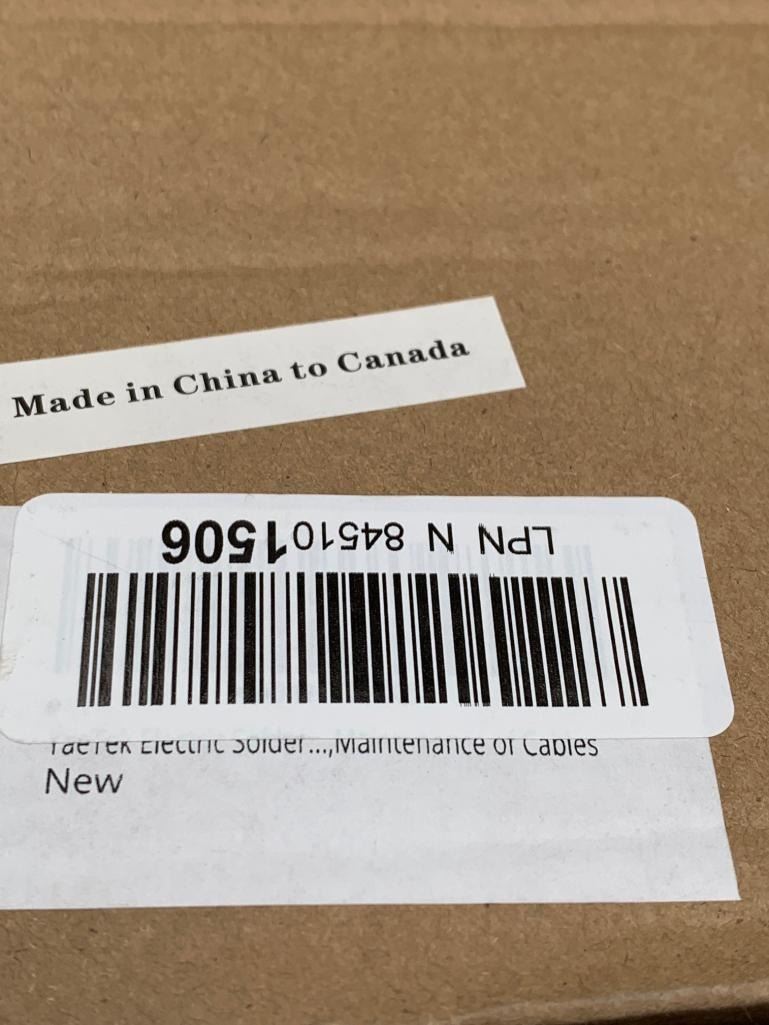 Made in China to Canada
LPN N 845101506
YaeTek Electric Solder...,Maintenance of Cables
New